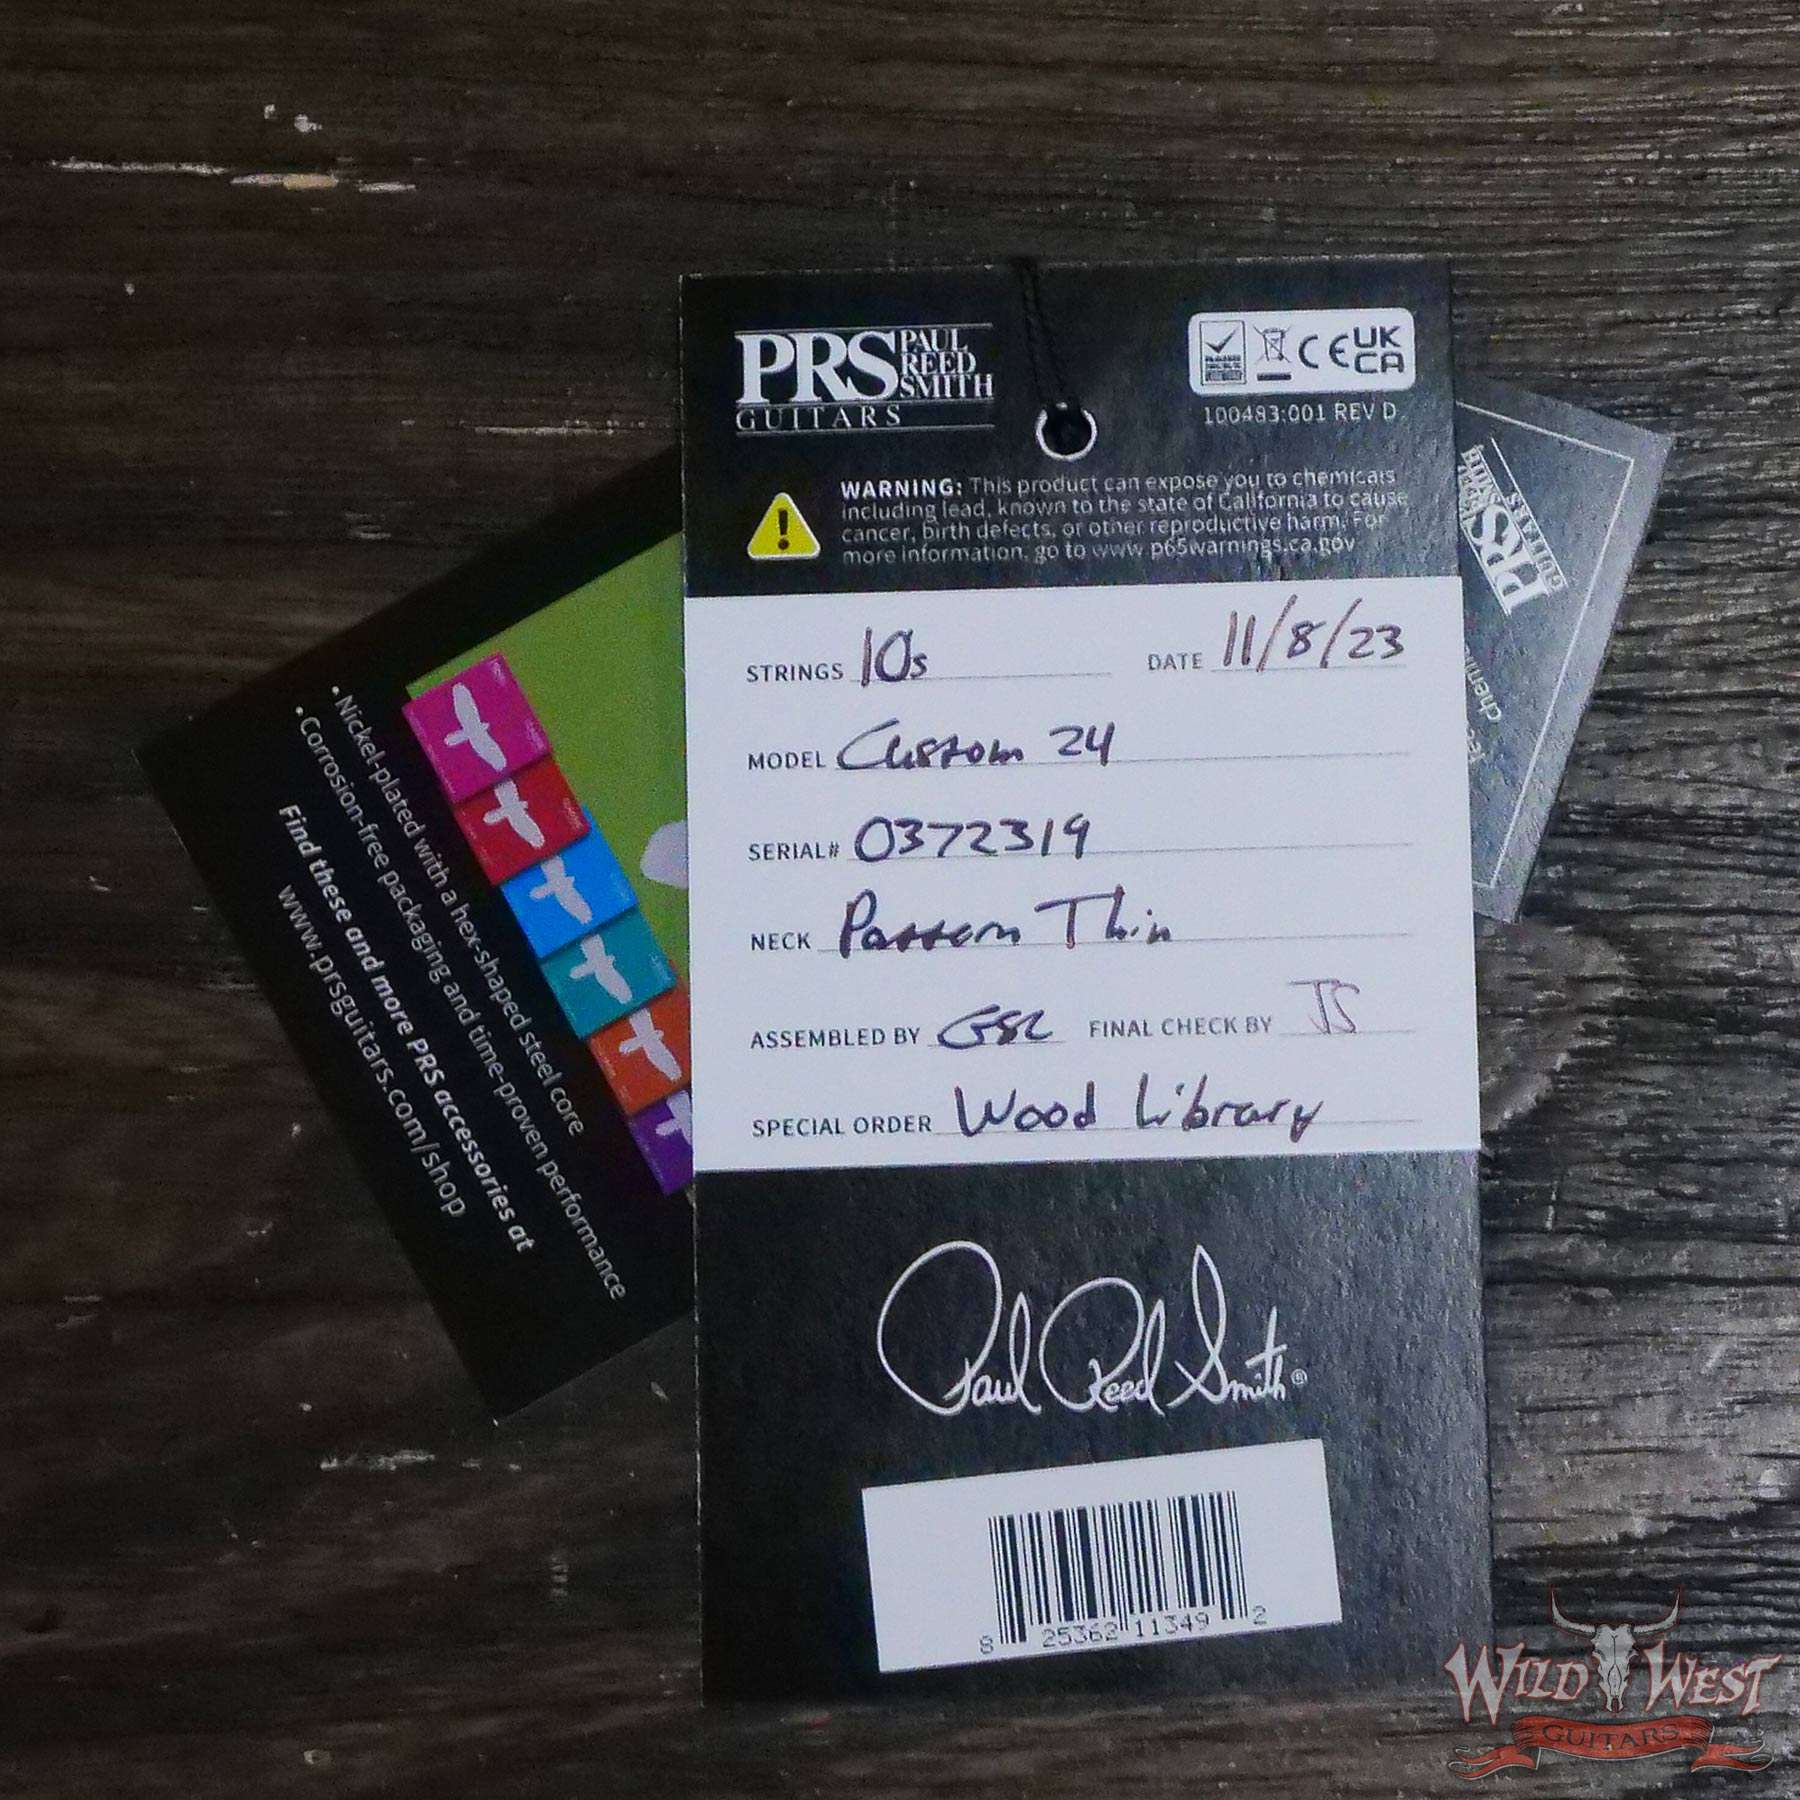 PRS PAUL REED SMITH
GUITARS
CE UK CA
100483:001 REV D
WARNING: This product can expose you to chemicals
including lead, known to the state of California to cause
cancer, birth defects, or other reproductive harm. For
more information, go to www.p65warnings.ca.gov
STRINGS 10s DATE 11/8/23
MODEL Custom 24
SERIAL# 0372319
NECK Pattern Thin
ASSEMBLED BY FINAL CHECK BY JS
SPECIAL ORDER Wood Library
Paul Reed Smith®
8 25362 11349 2
• Nickel-plated with a hex-shaped steel core
• Corrosion-free packaging and time-proven performance
Find these and more PRS accessories at
www.prsguitars.com/shop
PRS
GUITARS
WILD WEST
GUITARS